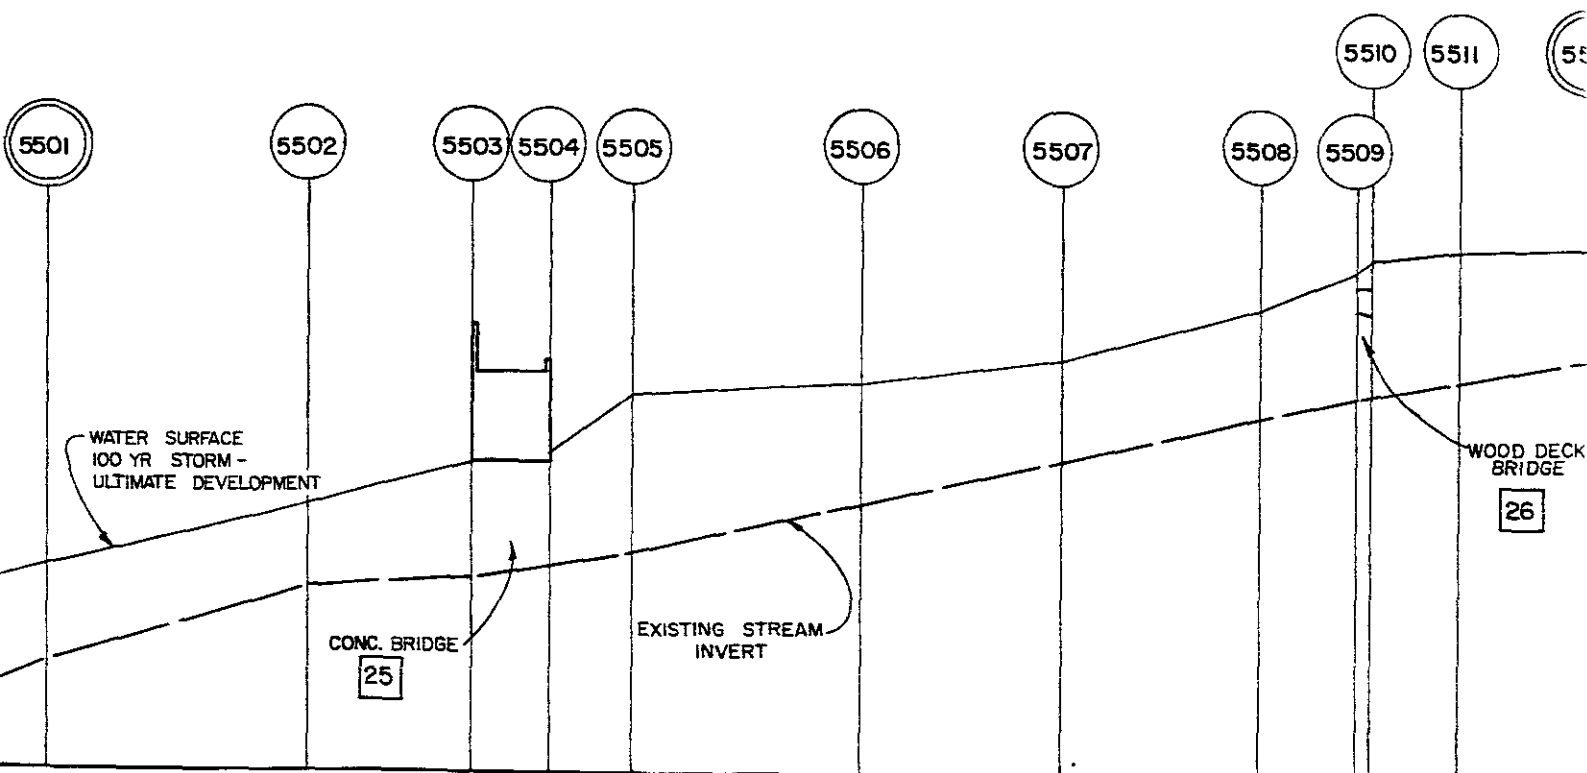 5510 5511
5501 5502 5503 5504 5505 5506 5507 5508 5509
WATER SURFACE
100 YR STORM -
ULTIMATE DEVELOPMENT
WOOD DECK
BRIDGE
26
CONC. BRIDGE
25
EXISTING STREAM
INVERT